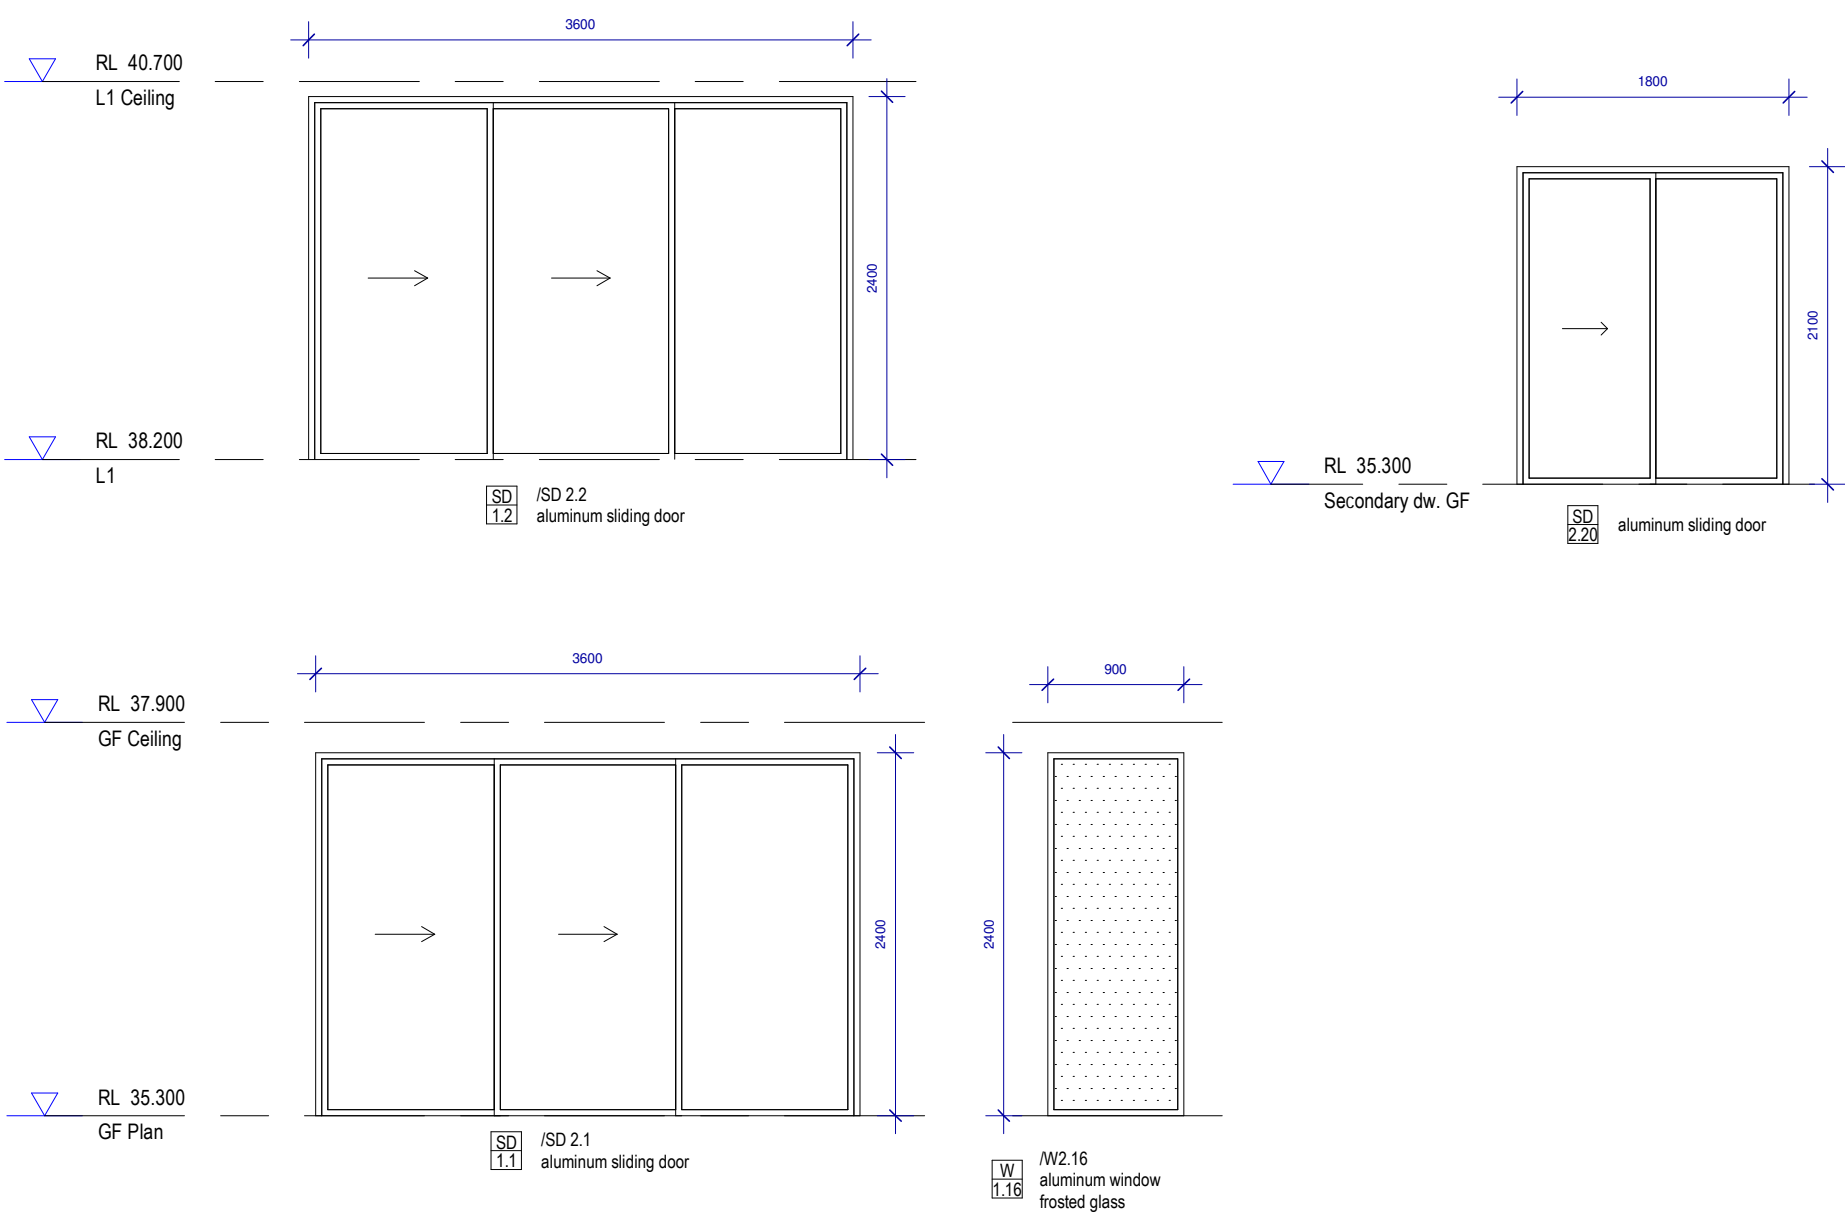 3600
RL 40.700
L1 Ceiling
2400
RL 38.200
L1
SD
1.2
/SD 2.2
aluminum sliding door
1800
2100
RL 35.300
Secondary dw. GF
SD
2.20
aluminum sliding door
3600
RL 37.900
GF Ceiling
2400
RL 35.300
GF Plan
SD
1.1
/SD 2.1
aluminum sliding door
900
2400
W
1.16
/W2.16
aluminum window
frosted glass